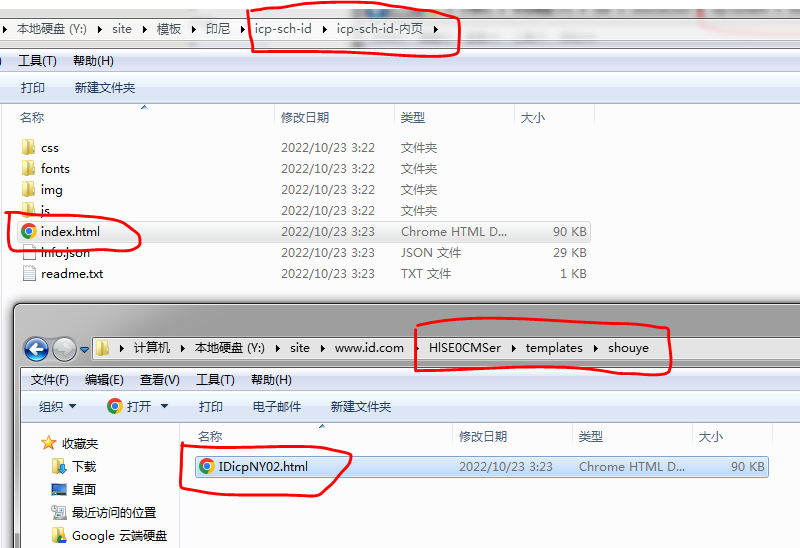 本地硬盘 (Y:) ▸ site ▸ 模板 ▸ 印尼 ▸ icp-sch-id ▸ icp-sch-id-内页 ▸
工具(T) 帮助(H)
打印 新建文件夹
名称 修改日期 类型 大小
css 2022/10/23 3:22 文件夹
fonts 2022/10/23 3:22 文件夹
img 2022/10/23 3:22 文件夹
js 2022/10/23 3:22 文件夹
index.html 2022/10/23 3:23 Chrome HTML D... 90 KB
info.json 2022/10/23 3:23 JSON 文件 29 KB
readme.txt 2022/10/23 3:23 TXT 文件 1 KB
计算机 ▸ 本地硬盘 (Y:) ▸ site ▸ www.id.com ▸ HlSE0CMSer ▸ templates ▸ shouye
文件(F) 编辑(E) 查看(V) 工具(T) 帮助(H)
组织 打开 打印 电子邮件 新建文件夹
收藏夹 名称 修改日期 类型 大小
下载 IDicpNY02.html 2022/10/23 3:23 Chrome HTML D... 90 KB
桌面
最近访问的位置
Google 云端硬盘